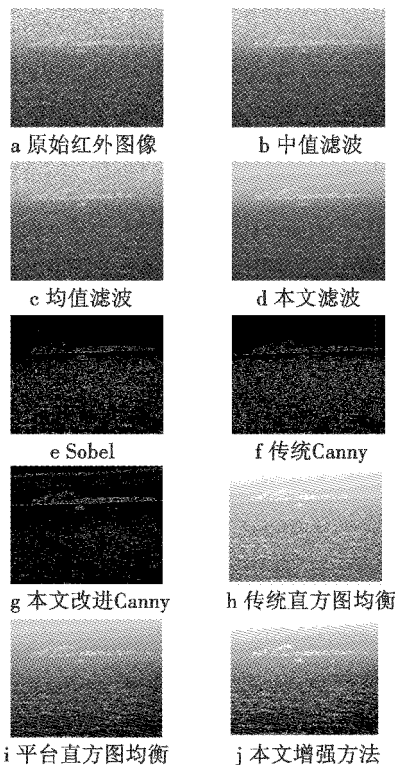 a 原始红外图像
b 中值滤波
c 均值滤波
d 本文滤波
e Sobel
f 传统Canny
g 本文改进Canny
h 传统直方图均衡
i 平台直方图均衡
j 本文增强方法